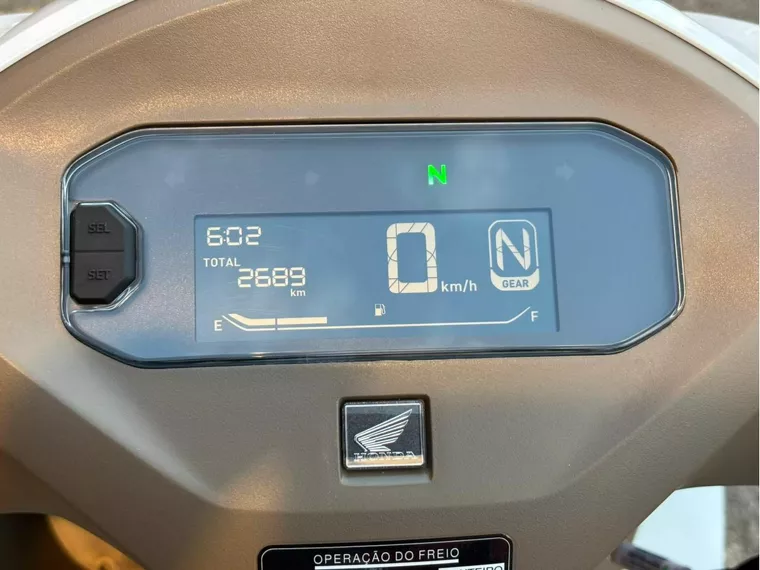 N
SEL
SET
6:02
TOTAL
2689
km
0 km/h
N
GEAR
E F
HONDA
OPERAÇÃO DO FREIO